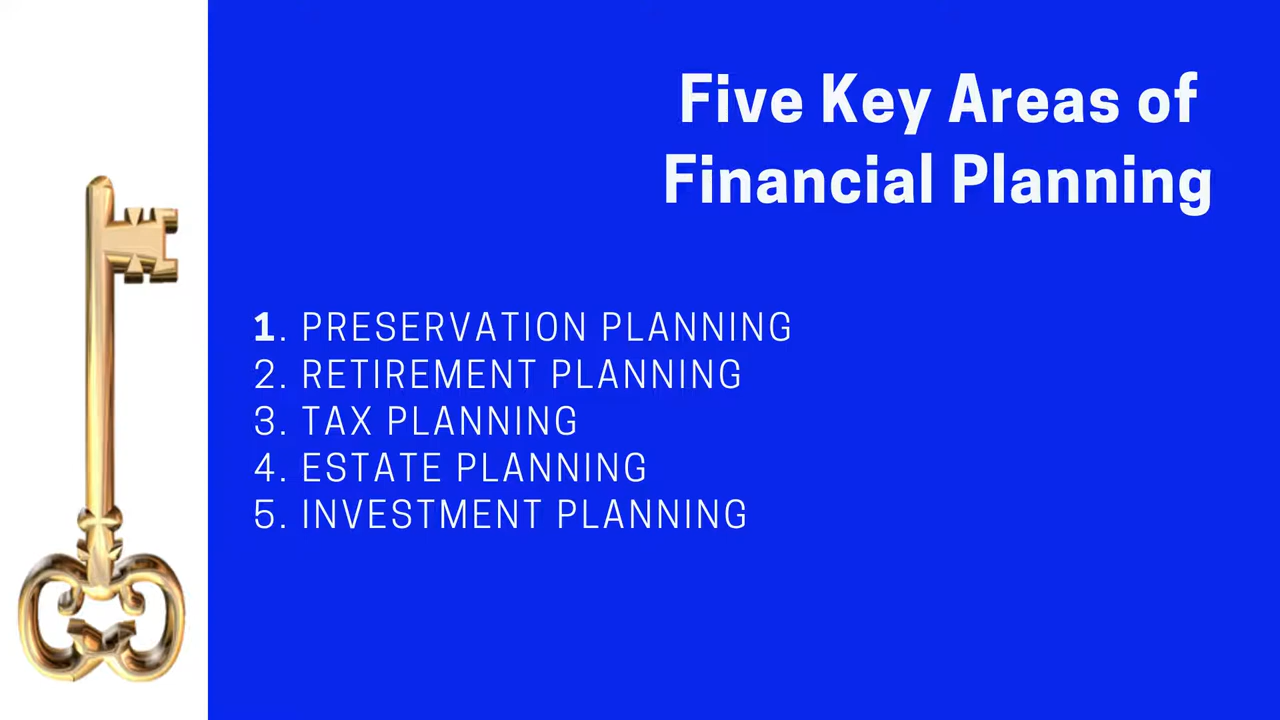 Five Key Areas of
Financial Planning
1. PRESERVATION PLANNING
2. RETIREMENT PLANNING
3. TAX PLANNING
4. ESTATE PLANNING
5. INVESTMENT PLANNING